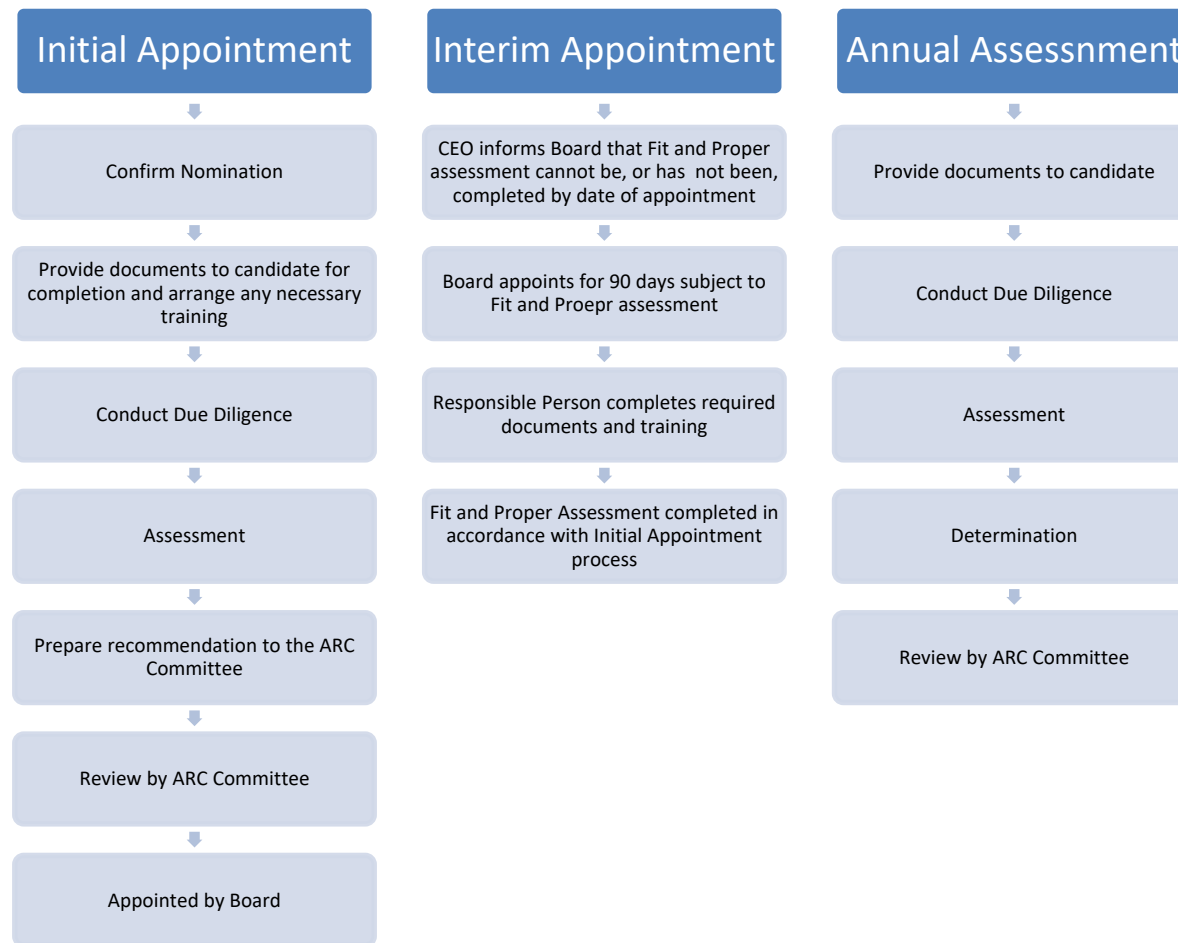 Initial Appointment
Confirm Nomination
Provide documents to candidate for
completion and arrange any necessary
training
Conduct Due Diligence
Assessment
Prepare recommendation to the ARC
Committee
Review by ARC Committee
Appointed by Board
Interim Appointment
CEO informs Board that Fit and Proper
assessment cannot be, or has not been,
completed by date of appointment
Board appoints for 90 days subject to
Fit and Proepr assessment
Responsible Person completes required
documents and training
Fit and Proper Assessment completed in
accordance with Initial Appointment
process
Annual Assessnment
Provide documents to candidate
Conduct Due Diligence
Assessment
Determination
Review by ARC Committee